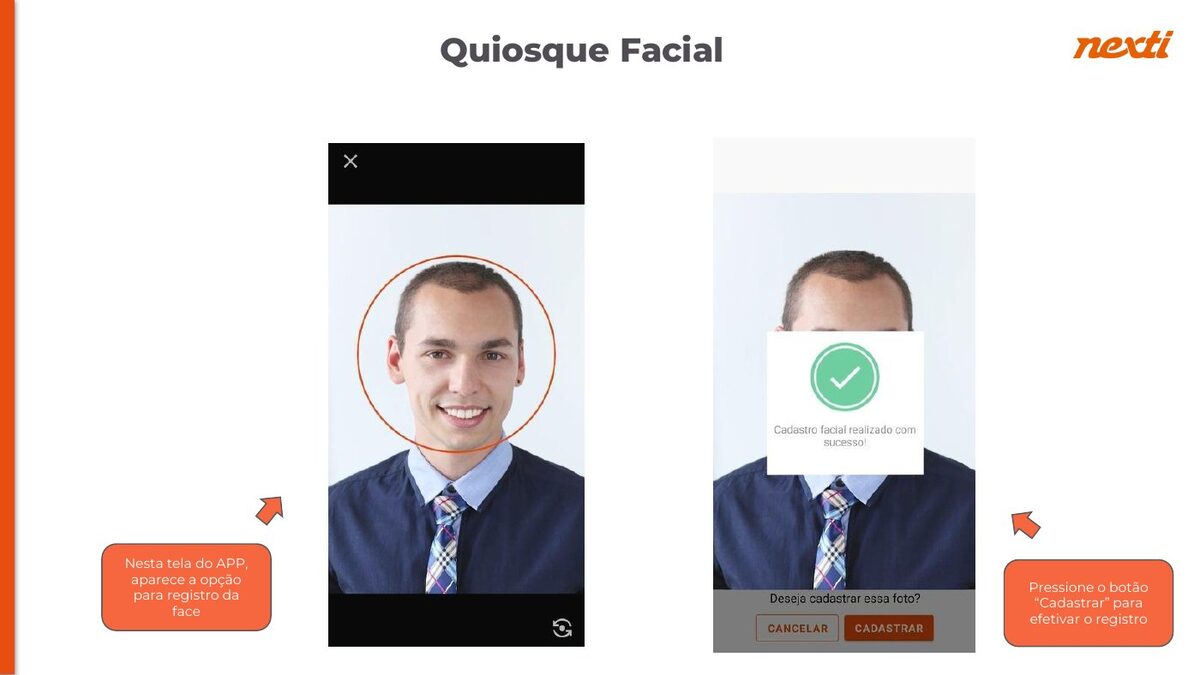 Quiosque Facial
nexti
Nesta tela do APP,
aparece a opção
para registro da
face
Cadastro facial realizado com
sucesso!
Deseja cadastrar essa foto?
CANCELAR
CADASTRAR
Pressione o botão
“Cadastrar” para
efetivar o registro